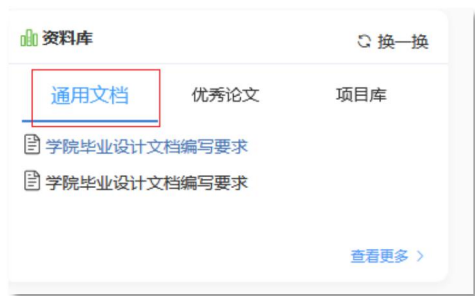 资料库 换一换
通用文档 优秀论文 项目库
学院毕业设计文档编写要求
学院毕业设计文档编写要求
查看更多 >